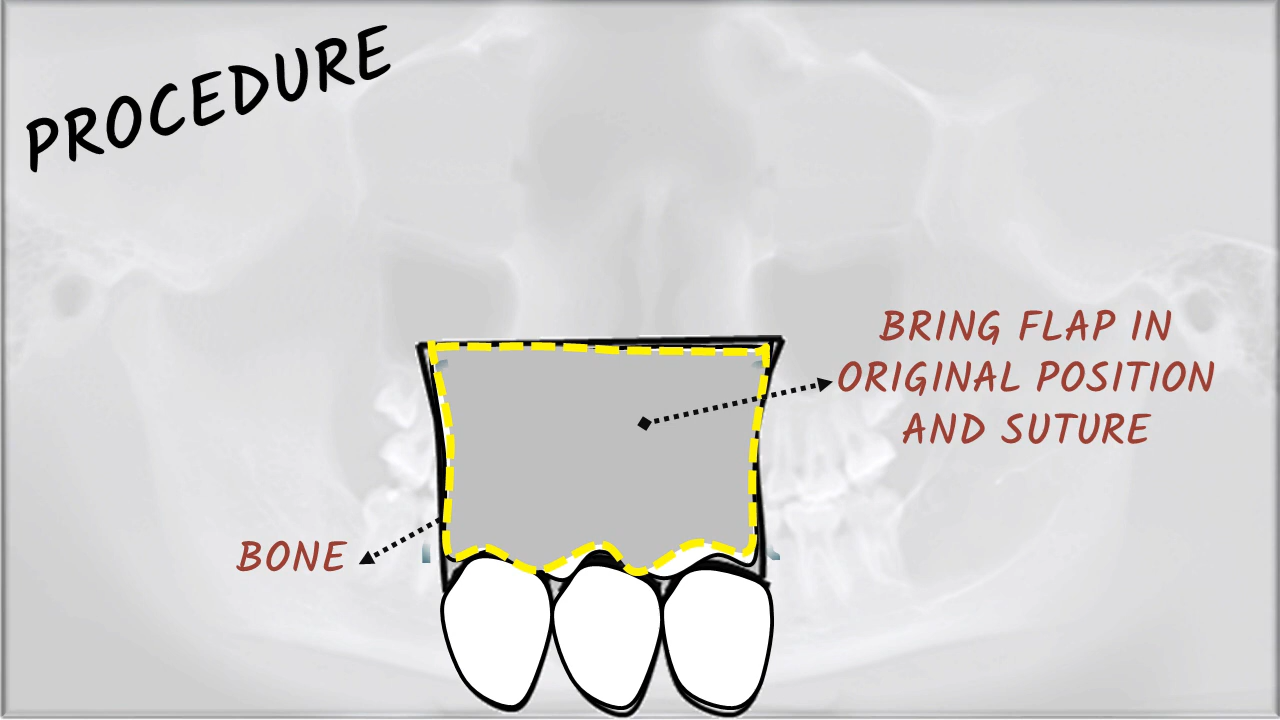 PROCEDURE
BRING FLAP IN
ORIGINAL POSITION
AND SUTURE
BONE